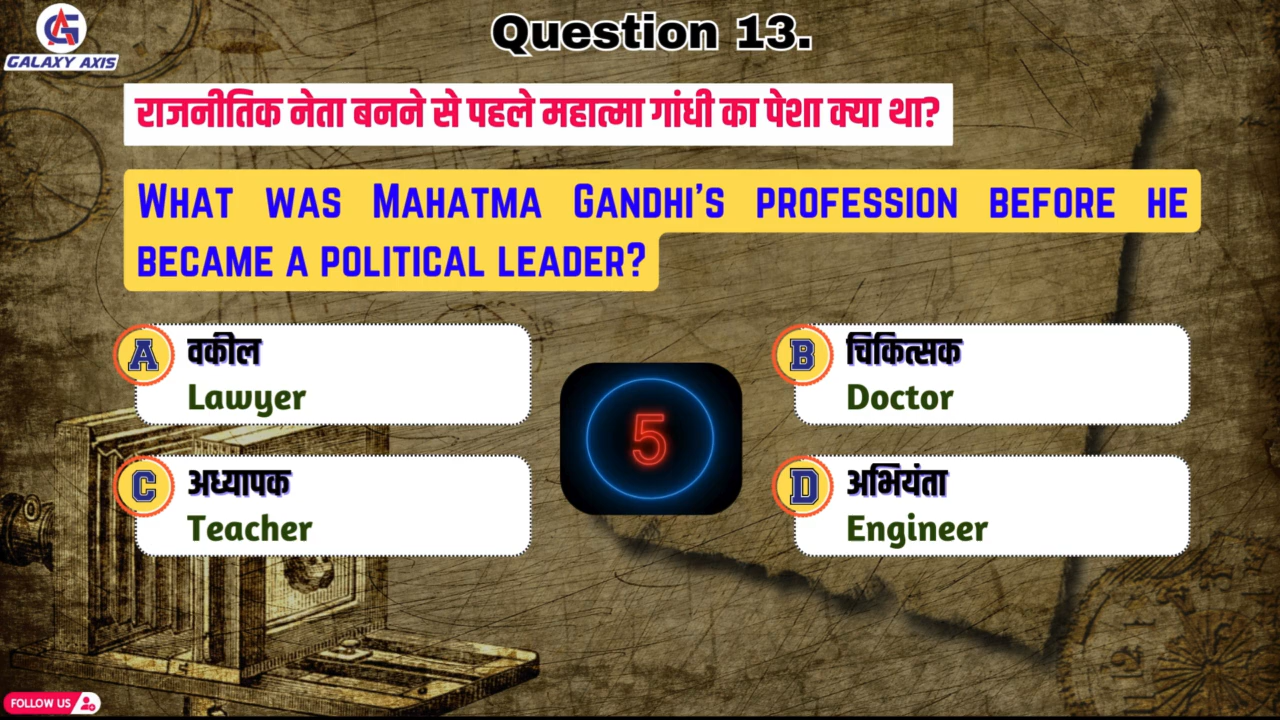 GALAXY AXIS
Question 13.
राजनीतिक नेता बनने से पहले महात्मा गांधी का पेशा क्या था?
What was Mahatma Gandhi's profession before he
became a political leader?
A वकील
Lawyer
B चिकित्सक
Doctor
5
C अध्यापक
Teacher
D अभियंता
Engineer
FOLLOW US